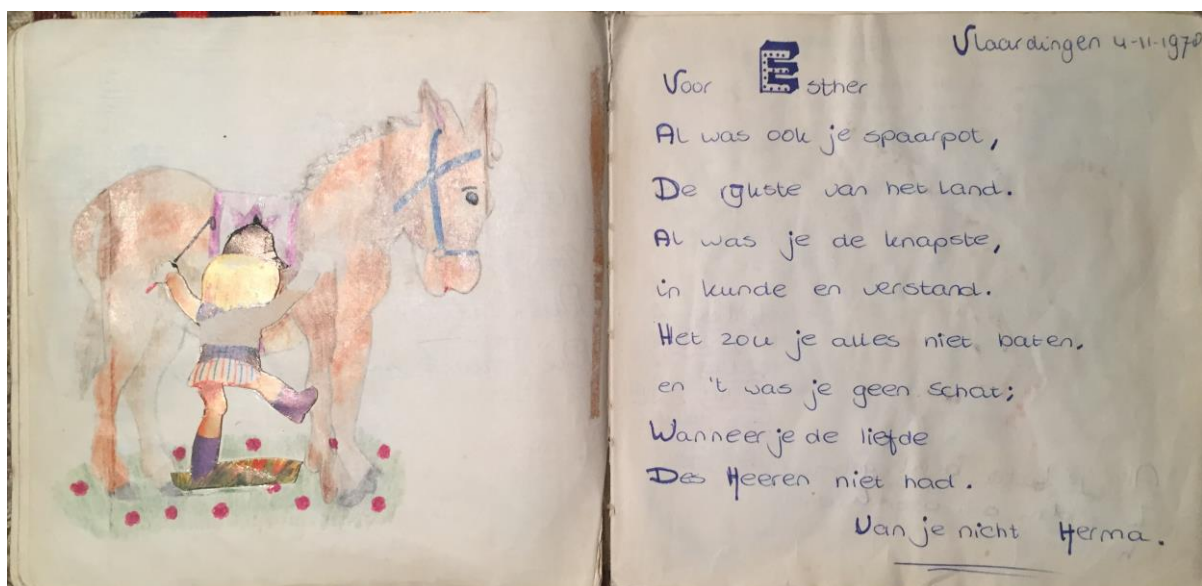 Vlaardingen 4-11-1978
Voor Esther
Al was ook je spaarpot,
De rijkste van het Land.
Al was je de knapste,
in kunde en verstand.
Het zou je alles niet baten,
en 't was je geen schat;
Wanneer je de liefde
Des Heeren niet had.
Van je nicht Herma.